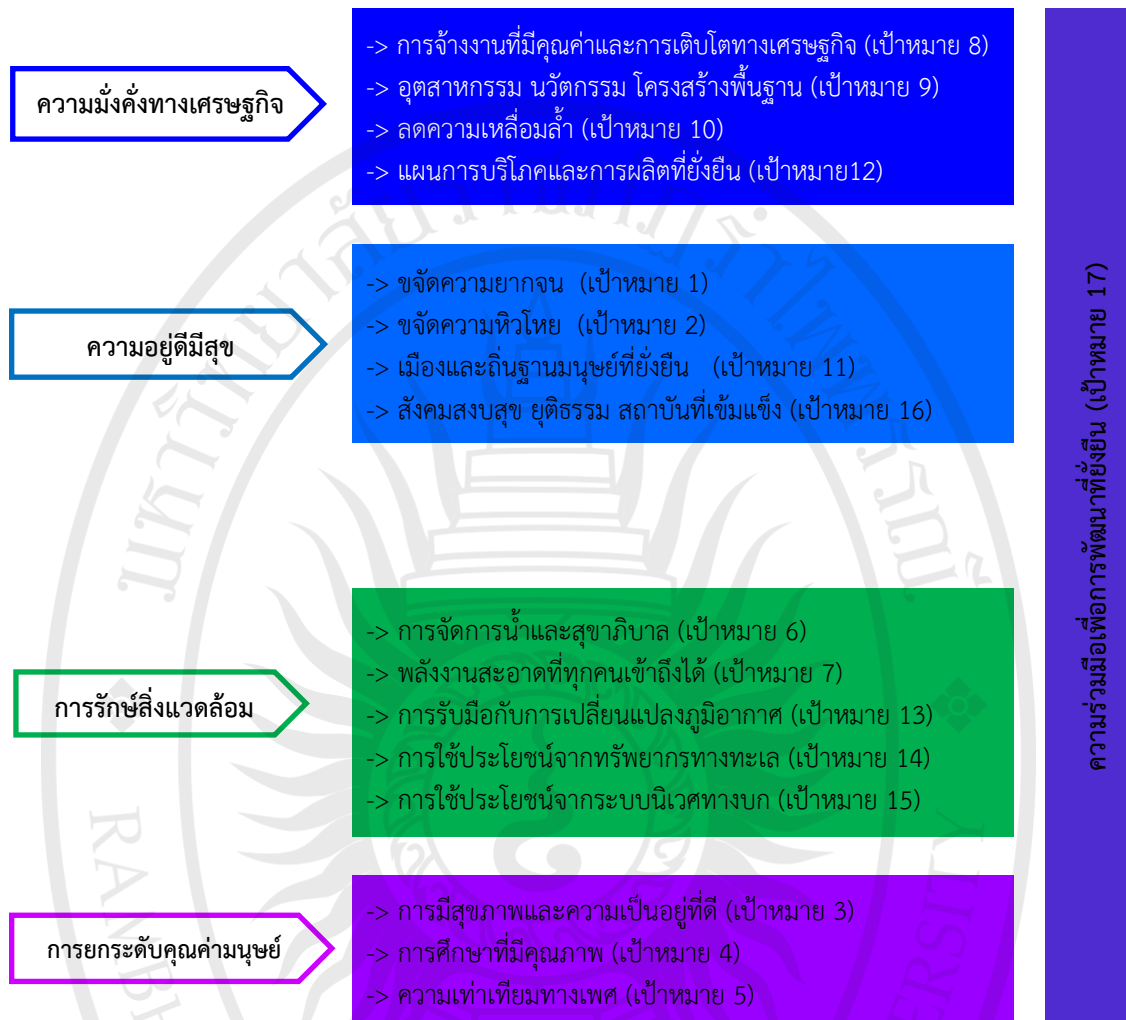 ความมั่งคั่งทางเศรษฐกิจ
-> การจ้างงานที่มีคุณค่าและการเติบโตทางเศรษฐกิจ (เป้าหมาย 8)
-> อุตสาหกรรม นวัตกรรม โครงสร้างพื้นฐาน (เป้าหมาย 9)
-> ลดความเหลื่อมล้ำ (เป้าหมาย 10)
-> แผนการบริโภคและการผลิตที่ยั่งยืน (เป้าหมาย12)
ความอยู่ดีมีสุข
-> ขจัดความยากจน (เป้าหมาย 1)
-> ขจัดความหิวโหย (เป้าหมาย 2)
-> เมืองและถิ่นฐานมนุษย์ที่ยั่งยืน (เป้าหมาย 11)
-> สังคมสงบสุข ยุติธรรม สถาบันที่เข้มแข็ง (เป้าหมาย 16)
การรักษ์สิ่งแวดล้อม
-> การจัดการน้ำและสุขาภิบาล (เป้าหมาย 6)
-> พลังงานสะอาดที่ทุกคนเข้าถึงได้ (เป้าหมาย 7)
-> การรับมือกับการเปลี่ยนแปลงภูมิอากาศ (เป้าหมาย 13)
-> การใช้ประโยชน์จากทรัพยากรทางทะเล (เป้าหมาย 14)
-> การใช้ประโยชน์จากระบบนิเวศทางบก (เป้าหมาย 15)
การยกระดับคุณค่ามนุษย์
-> การมีสุขภาพและความเป็นอยู่ที่ดี (เป้าหมาย 3)
-> การศึกษาที่มีคุณภาพ (เป้าหมาย 4)
-> ความเท่าเทียมทางเพศ (เป้าหมาย 5)
ความร่วมมือเพื่อการพัฒนาที่ยั่งยืน (เป้าหมาย 17)